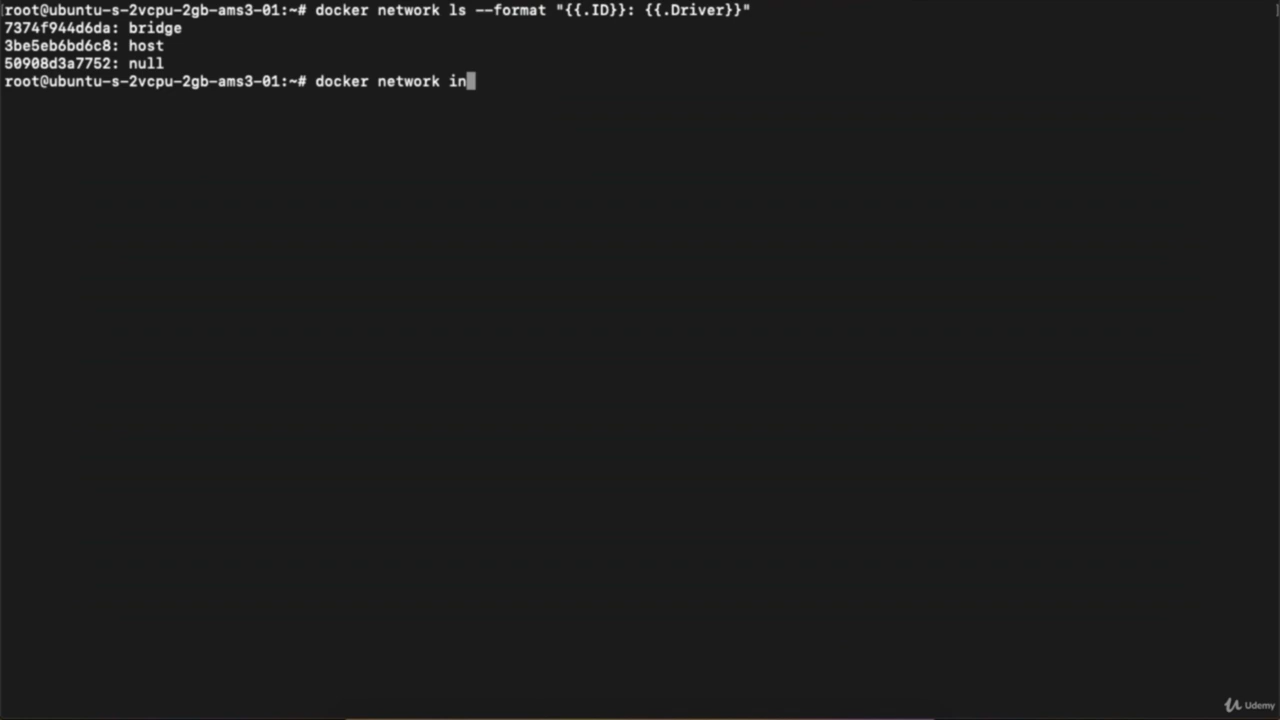 root@ubuntu-s-2vcpu-2gb-ams3-01:~# docker network ls --format "{{.ID}}: {{.Driver}}"
7374f944d6da: bridge
3be5eb6bd6c8: host
50908d3a7752: null
root@ubuntu-s-2vcpu-2gb-ams3-01:~# docker network in
Udemy